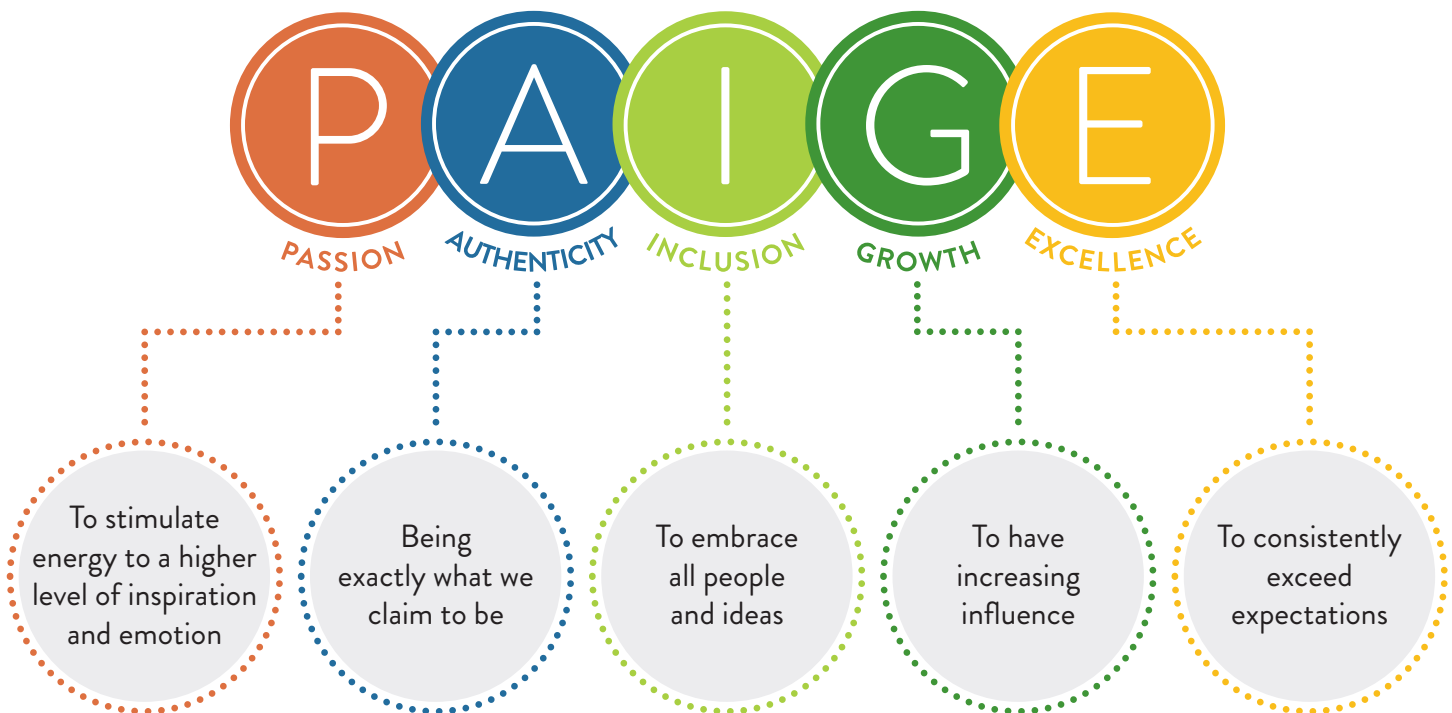 P A I G E
PASSION AUTHENTICITY INCLUSION GROWTH EXCELLENCE
To stimulate
energy to a higher
level of inspiration
and emotion
Being
exactly what we
claim to be
To embrace
all people
and ideas
To have
increasing
influence
To consistently
exceed
expectations